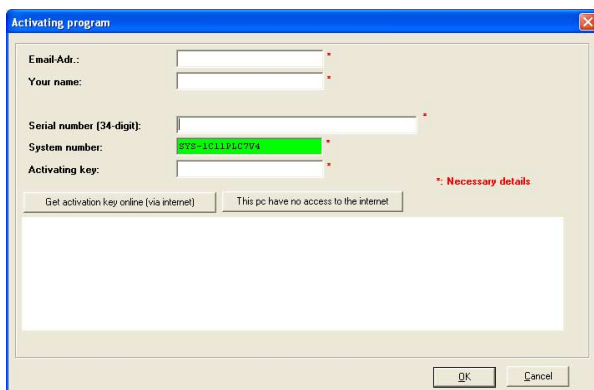 Activating program
Email-Adr.: *
Your name: *
Serial number (34-digit): *
System number: SYS-1C11PLC7V4 *
Activating key: *
*: Necessary details
Get activation key online (via internet) This pc have no access to the internet
OK Cancel